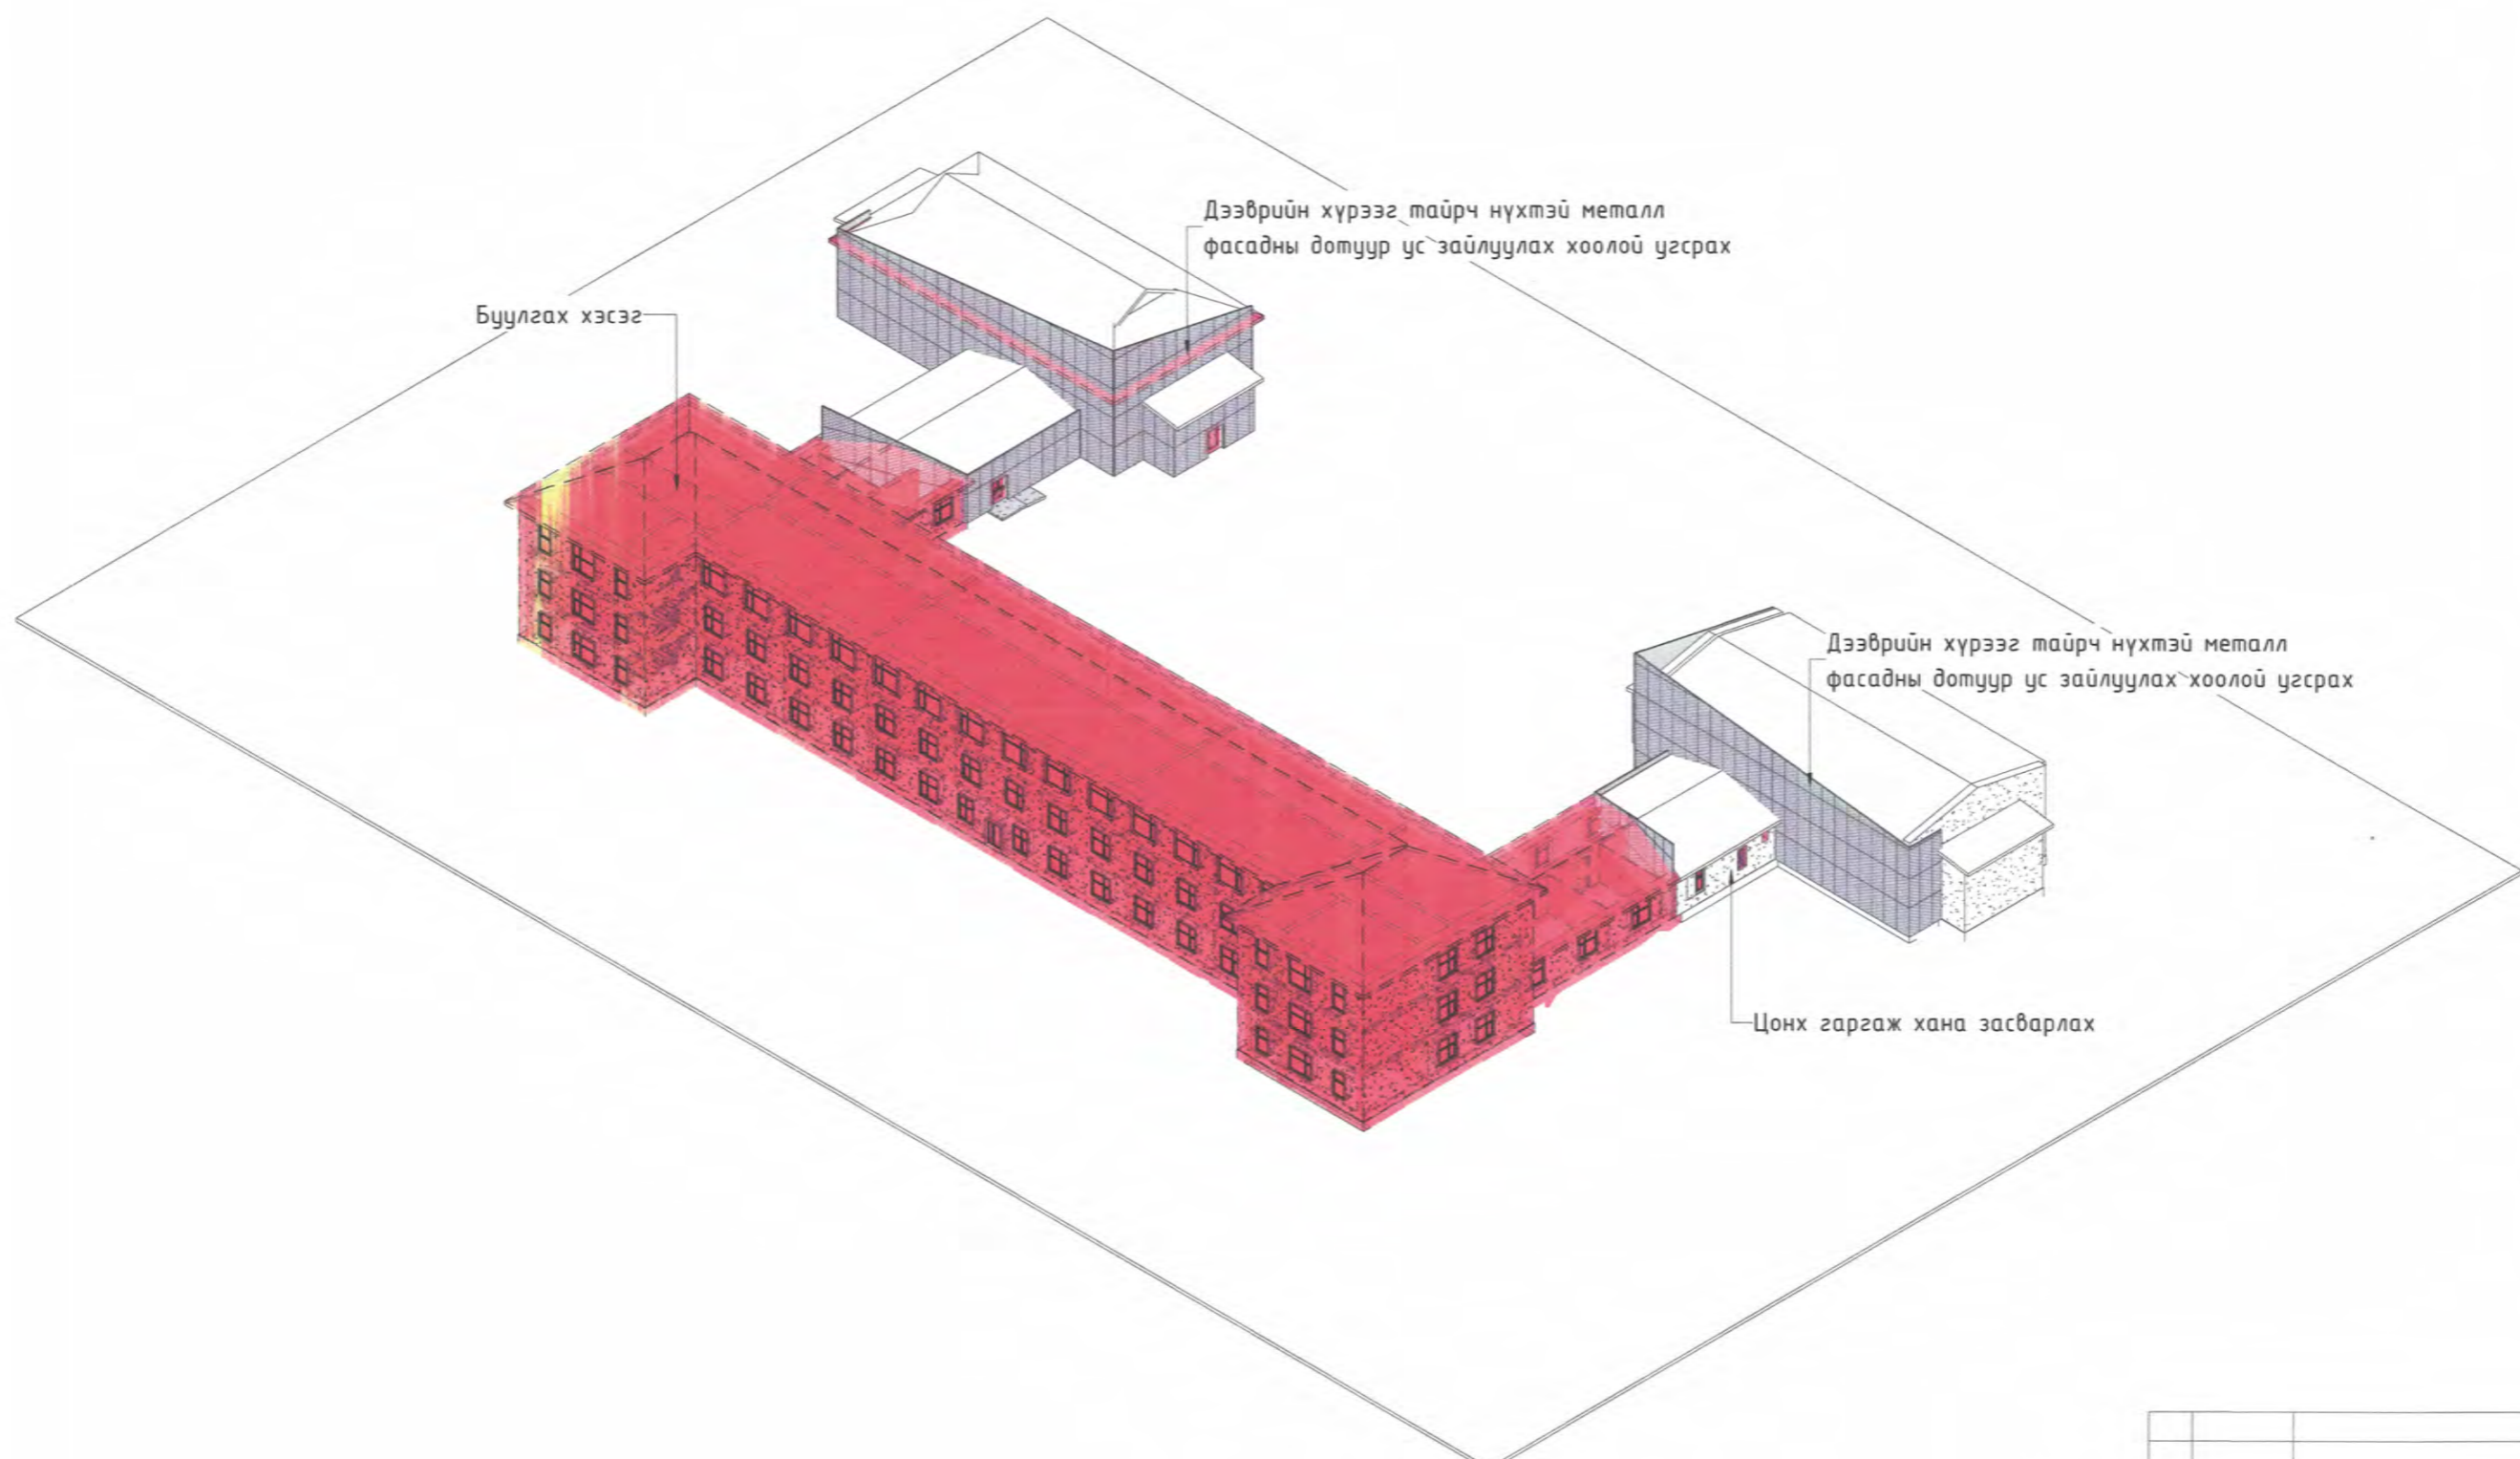 Дээврийн хүрээг тайрч нүхтэй металл
фасадны дотуур ус зайлуулах хоолой угсрах
Буулгах хэсэг
Дээврийн хүрээг тайрч нүхтэй металл
фасадны дотуур ус зайлуулах хоолой угсрах
Цонх гаргаж хана засварлах